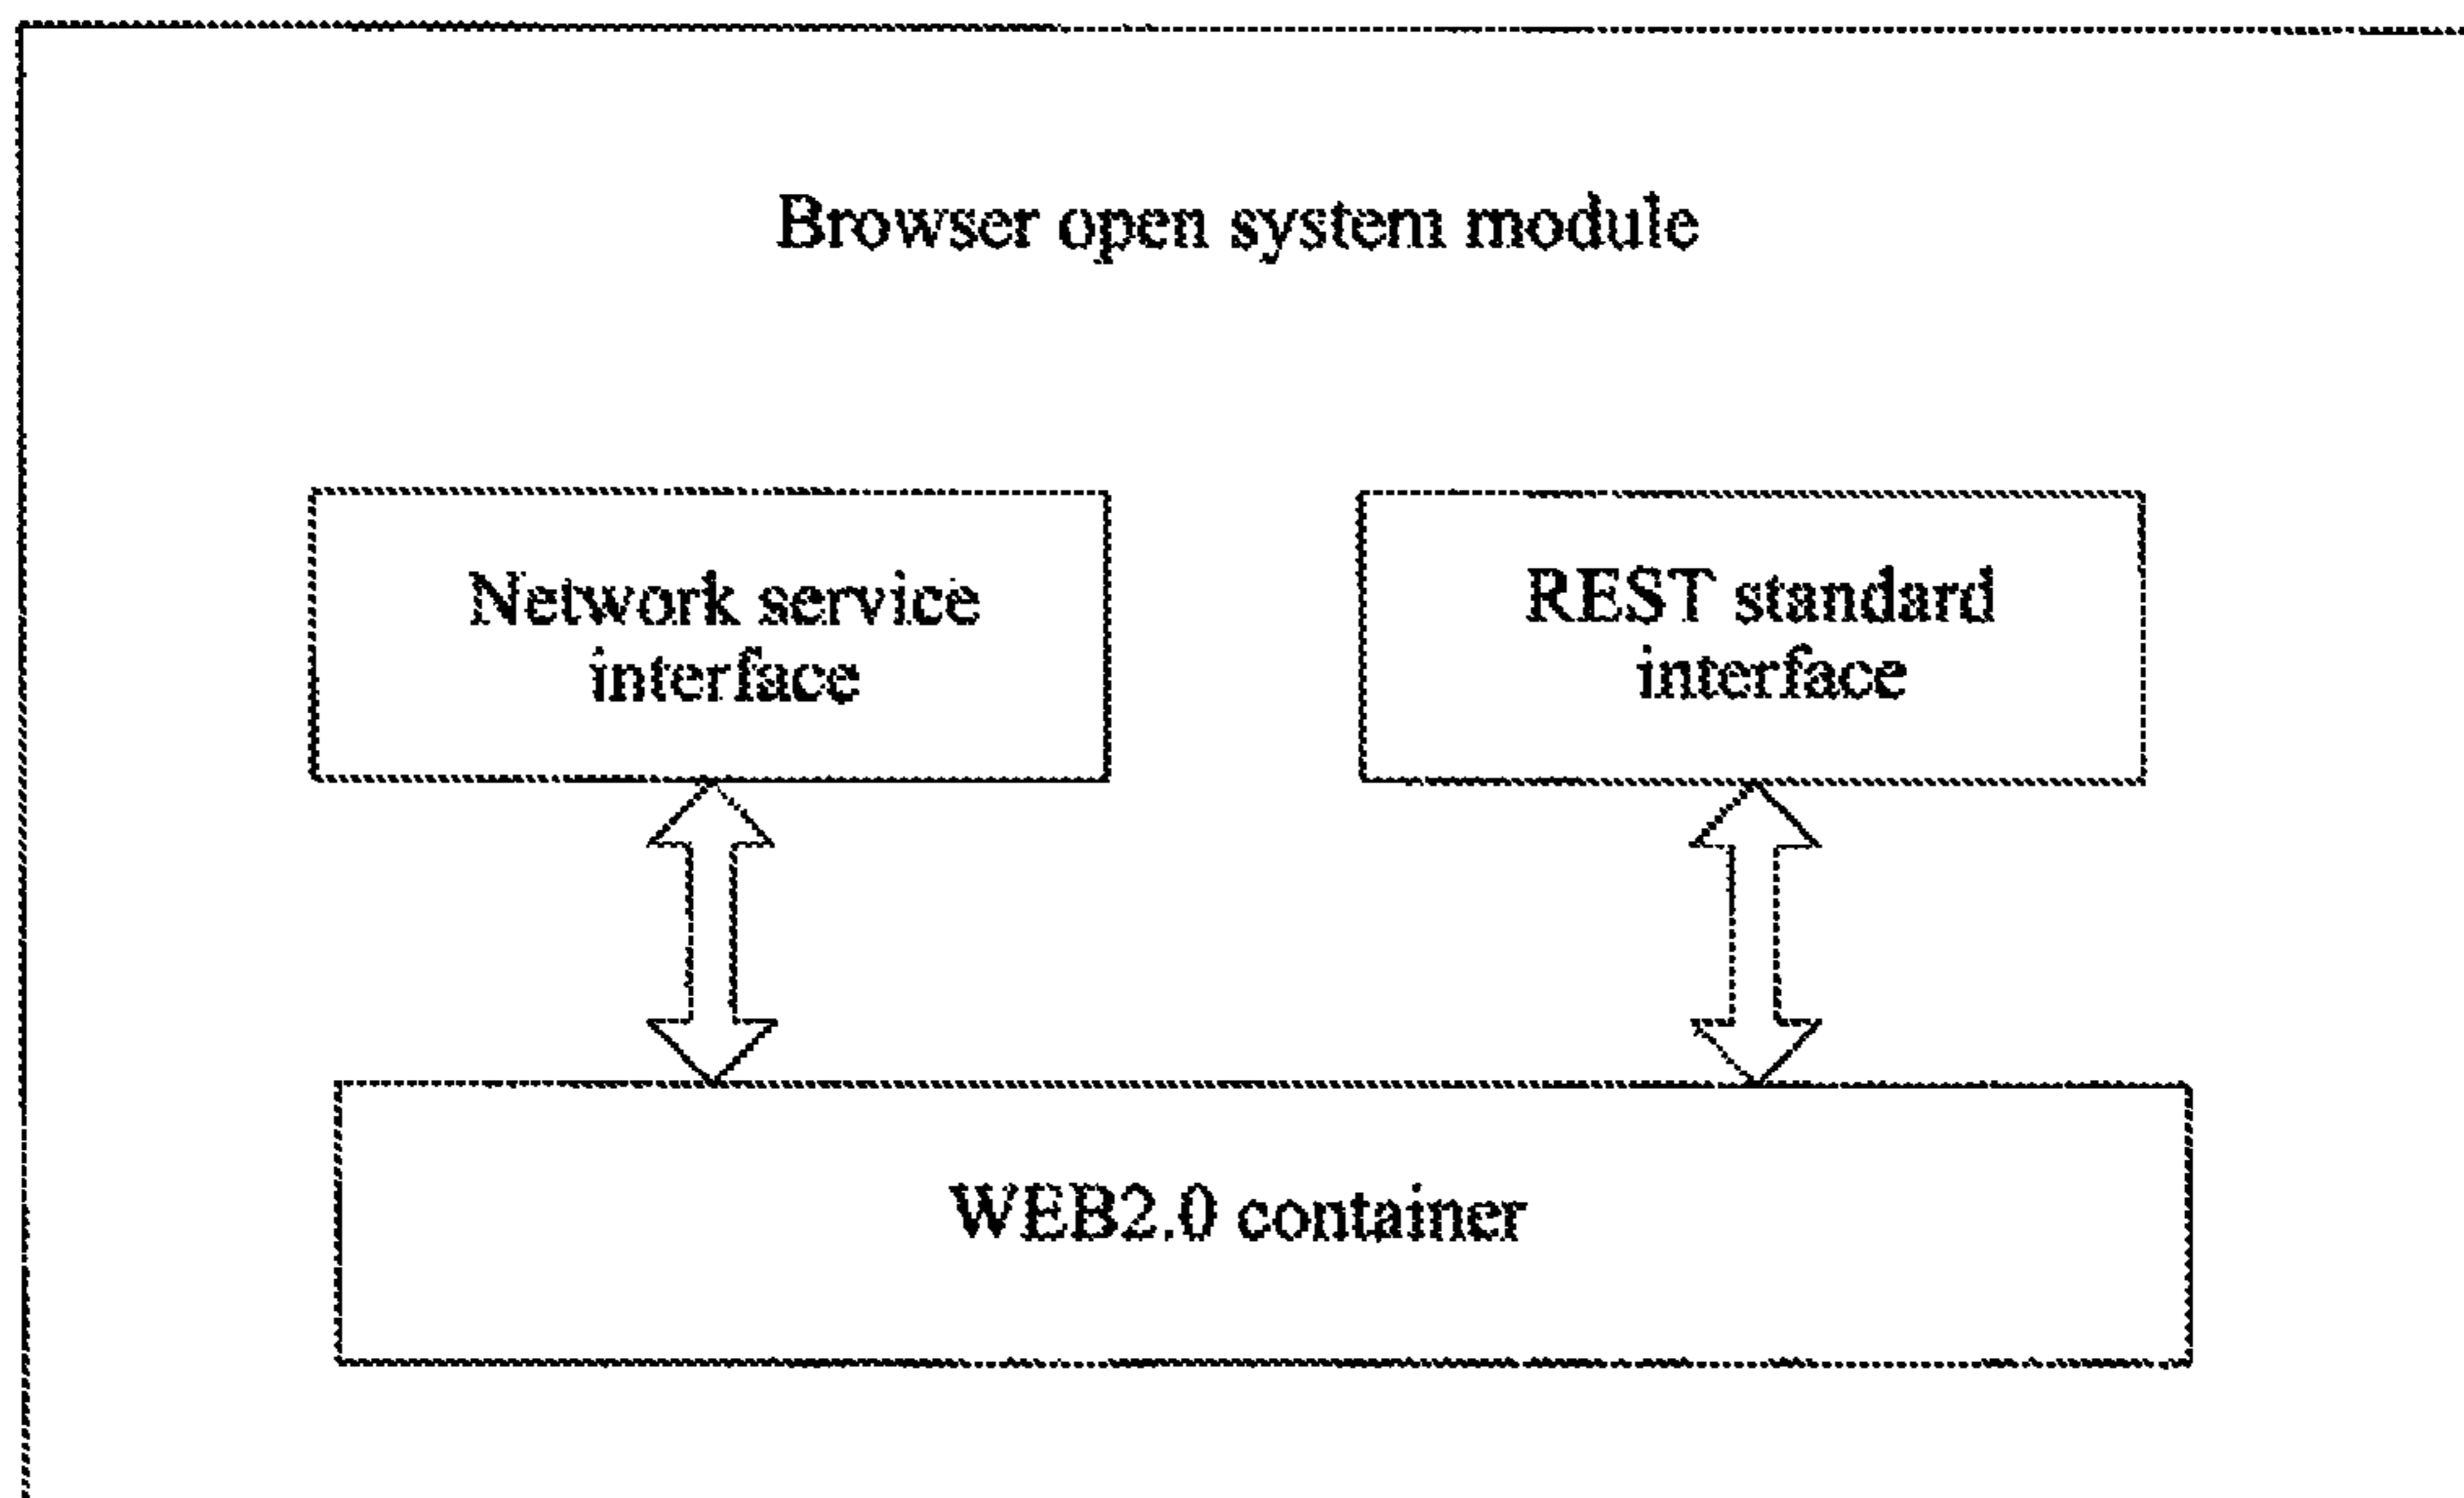 Browser open system module
Network service
interface
REST standard
interface
WEB2.0 container